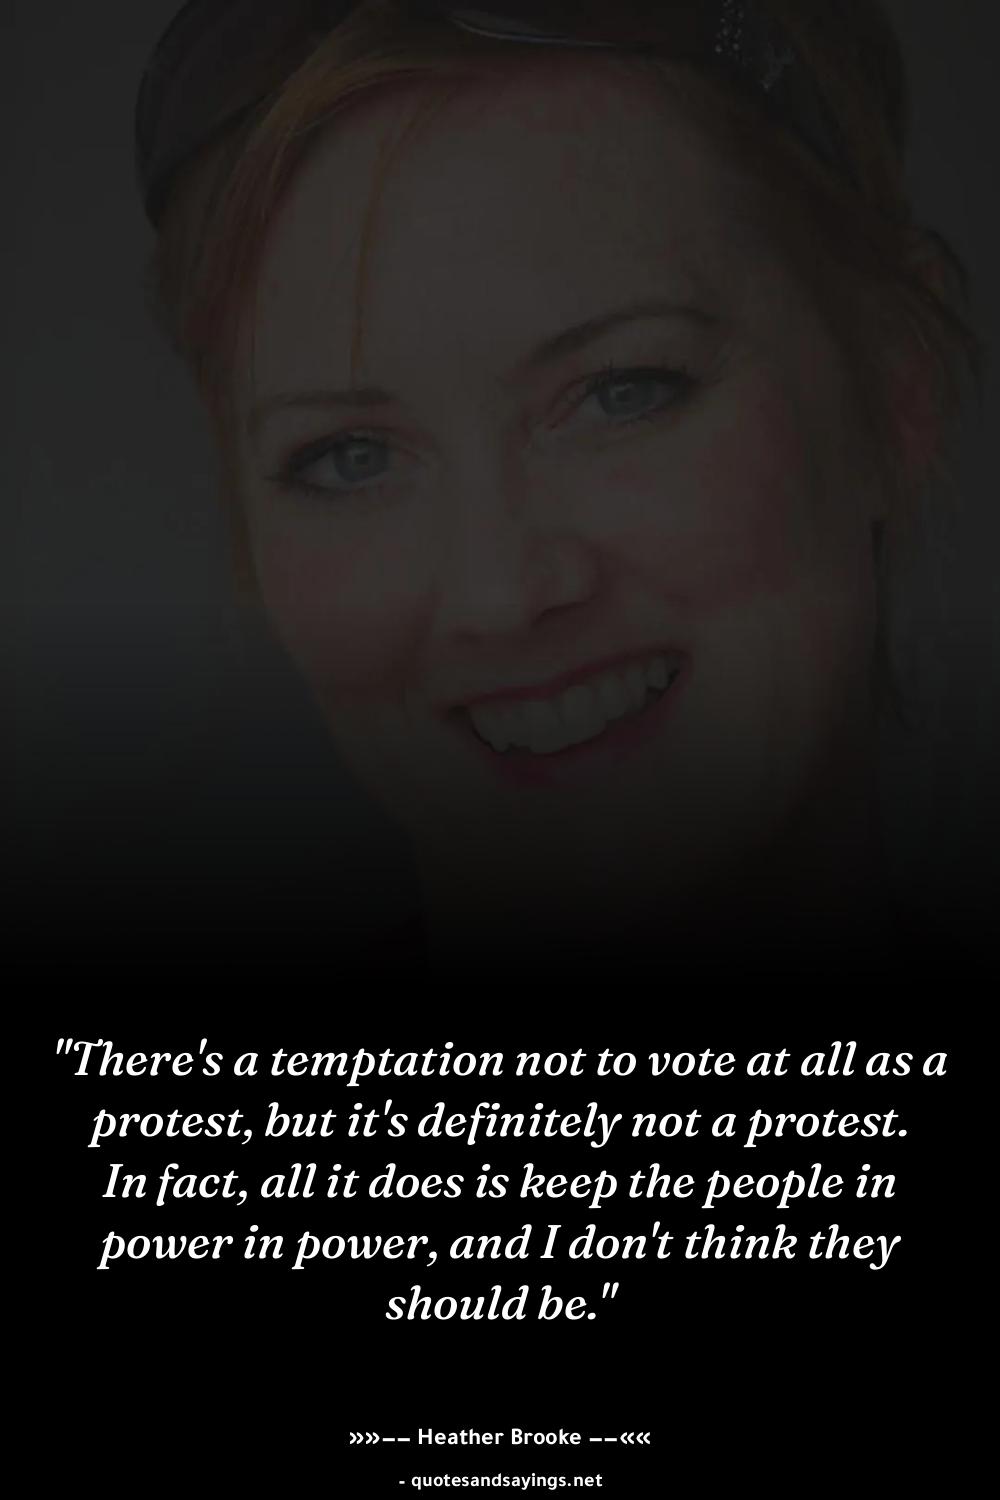 "There's a temptation not to vote at all as a
protest, but it's definitely not a protest.
In fact, all it does is keep the people in
power in power, and I don't think they
should be."
»»−− Heather Brooke −−««
- quotesandsayings.net